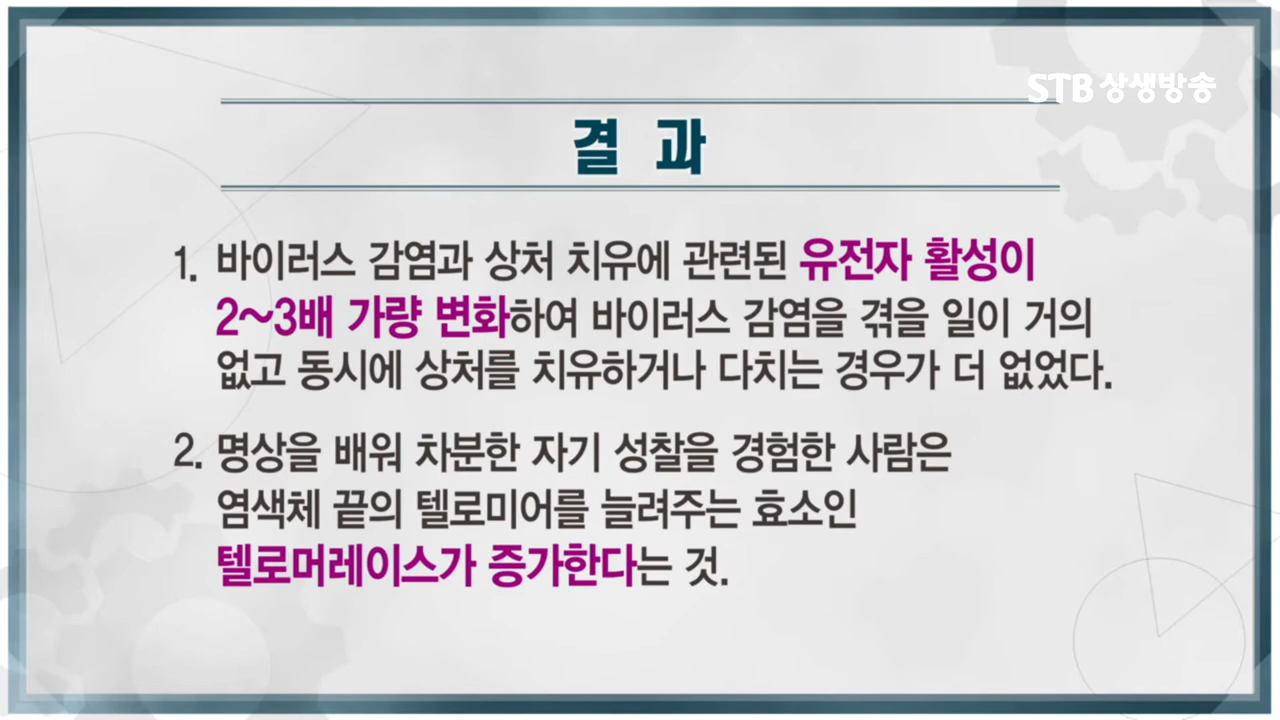 STB상생방송
결 과
1. 바이러스 감염과 상처 치유에 관련된 유전자 활성이
2~3배 가량 변화하여 바이러스 감염을 겪을 일이 거의
없고 동시에 상처를 치유하거나 다치는 경우가 더 없었다.
2. 명상을 배워 차분한 자기 성찰을 경험한 사람은
염색체 끝의 텔로미어를 늘려주는 효소인
텔로머레이스가 증가한다는 것.